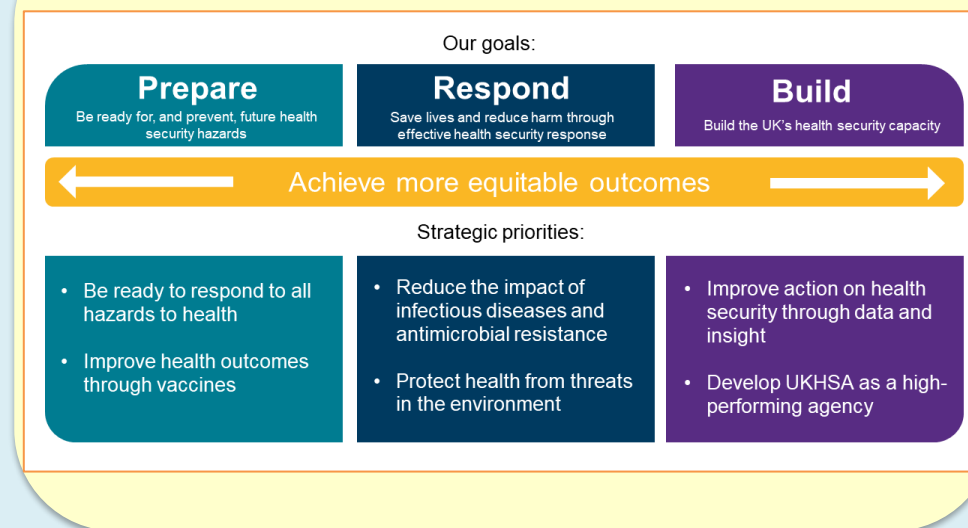 Our goals:
Prepare
Be ready for, and prevent, future health
security hazards
Respond
Save lives and reduce harm through
effective health security response
Build
Build the UK's health security capacity
Achieve more equitable outcomes
Strategic priorities:
• Be ready to respond to all
hazards to health
• Improve health outcomes
through vaccines
• Reduce the impact of
infectious diseases and
antimicrobial resistance
• Protect health from threats
in the environment
• Improve action on health
security through data and
insight
• Develop UKHSA as a high-
performing agency